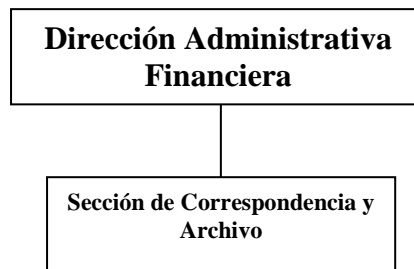 Dirección Administrativa
Financiera
Sección de Correspondencia y
Archivo